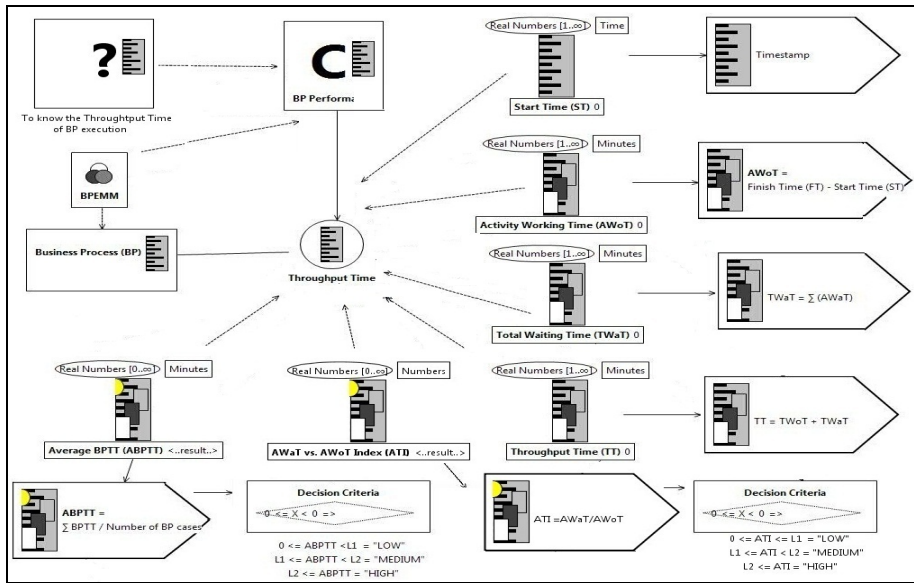 ?
To know the Throughtput Time
of BP execution
C
BP Performa
BPEMM
Business Process (BP)
Throughput Time
Real Numbers [1..∞] Time
Start Time (ST) 0
Timestamp
Real Numbers [1..∞] Minutes
Activity Working Time (AWoT) 0
AWoT =
Finish Time (FT) - Start Time (ST)
Real Numbers [1..∞] Minutes
Total Waiting Time (TWaT) 0
TWaT = ∑ (AWaT)
Real Numbers [0..∞] Minutes
Average BPTT (ABPTT) <..result..>
Real Numbers [0..∞] Numbers
AWaT vs. AWoT Index (ATI) <..result..>
Real Numbers [1..∞] Minutes
Throughput Time (TT) 0
TT = TWoT + TWaT
ABPTT =
∑ BPTT / Number of BP cases
Decision Criteria
0 <= X < 0 =>
0 <= ABPTT <L1 = "LOW"
L1 <= ABPTT < L2 = "MEDIUM"
L2 <= ABPTT = "HIGH"
ATI =AWaT/AWoT
Decision Criteria
0 <= X < 0 =>
0 <= ATI <= L1 = "LOW"
L1 <= ATI < L2 = "MEDIUM"
L2 <= ATI = "HIGH"